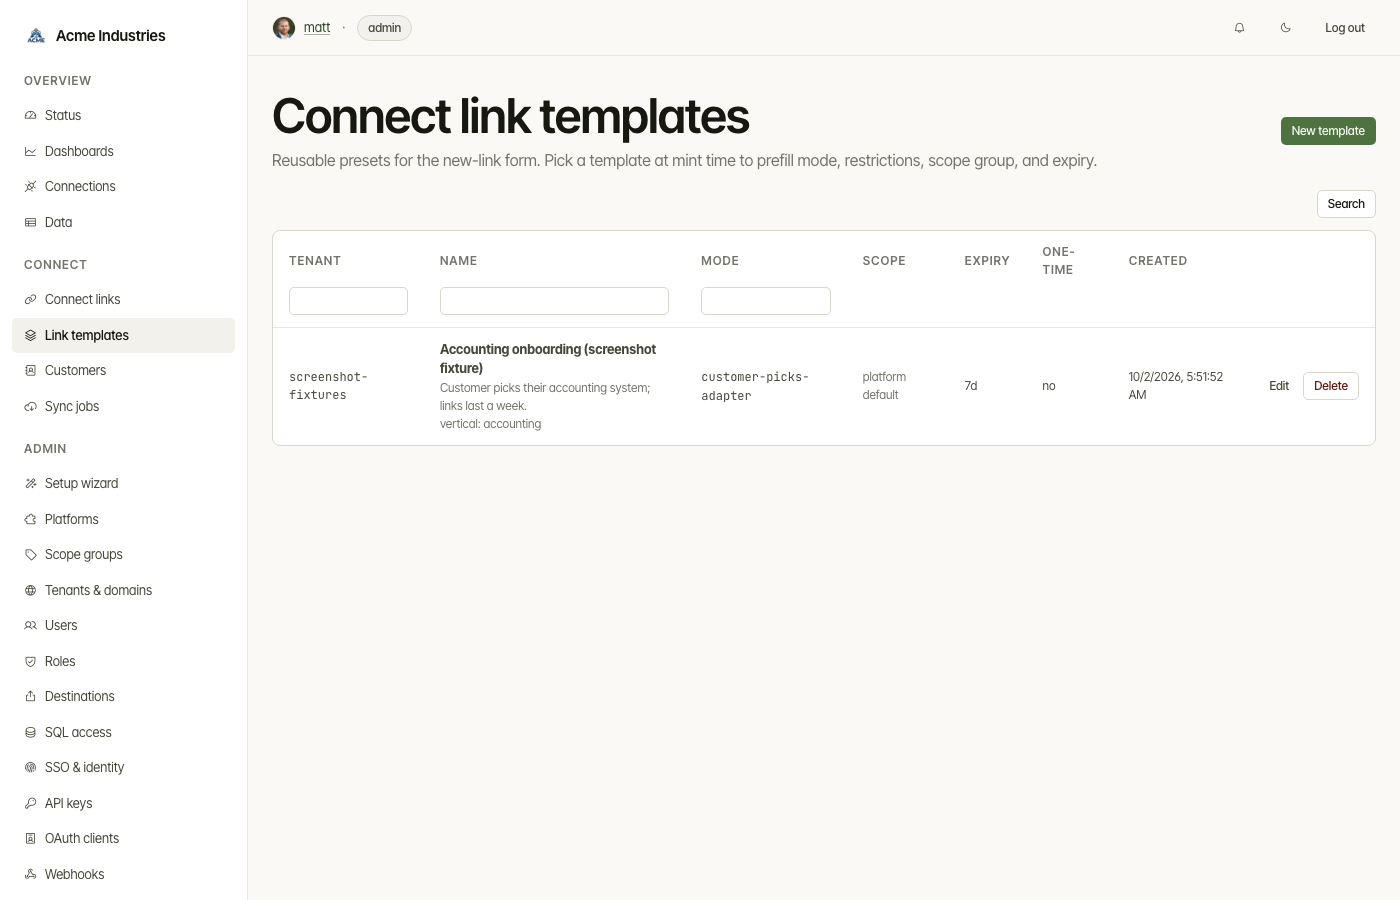 Acme Industries
OVERVIEW
Status
Dashboards
Connections
Data
CONNECT
Connect links
Link templates
Customers
Sync jobs
ADMIN
Setup wizard
Platforms
Scope groups
Tenants & domains
Users
Roles
Destinations
SQL access
SSO & identity
API keys
OAuth clients
Webhooks
matt · admin
Log out
Connect link templates
New template
Reusable presets for the new-link form. Pick a template at mint time to prefill mode, restrictions, scope group, and expiry.
Search
TENANT NAME MODE SCOPE EXPIRY ONE-
TIME CREATED
screenshot-
fixtures
Accounting onboarding (screenshot
fixture)
Customer picks their accounting system;
links last a week.
vertical: accounting
customer-picks-
adapter
platform
default
7d
no
10/2/2026, 5:51:52
AM
Edit
Delete